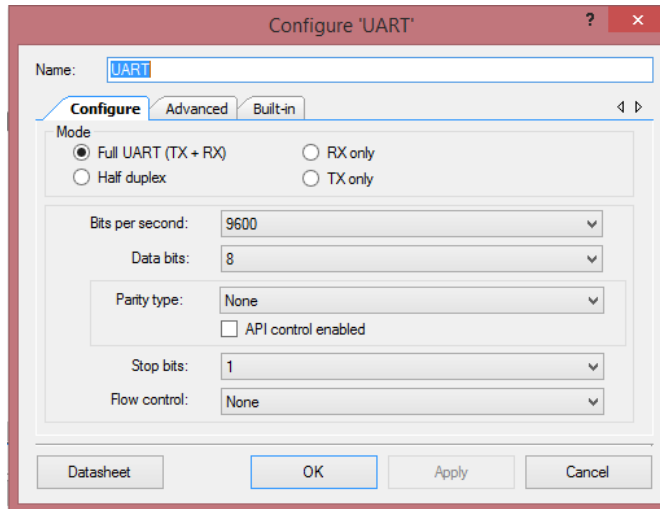 Configure 'UART'
?
×
Name: UART
Configure Advanced Built-in
Mode
Full UART (TX + RX) RX only
Half duplex TX only
Bits per second: 9600
Data bits: 8
Parity type: None
API control enabled
Stop bits: 1
Flow control: None
Datasheet OK Apply Cancel